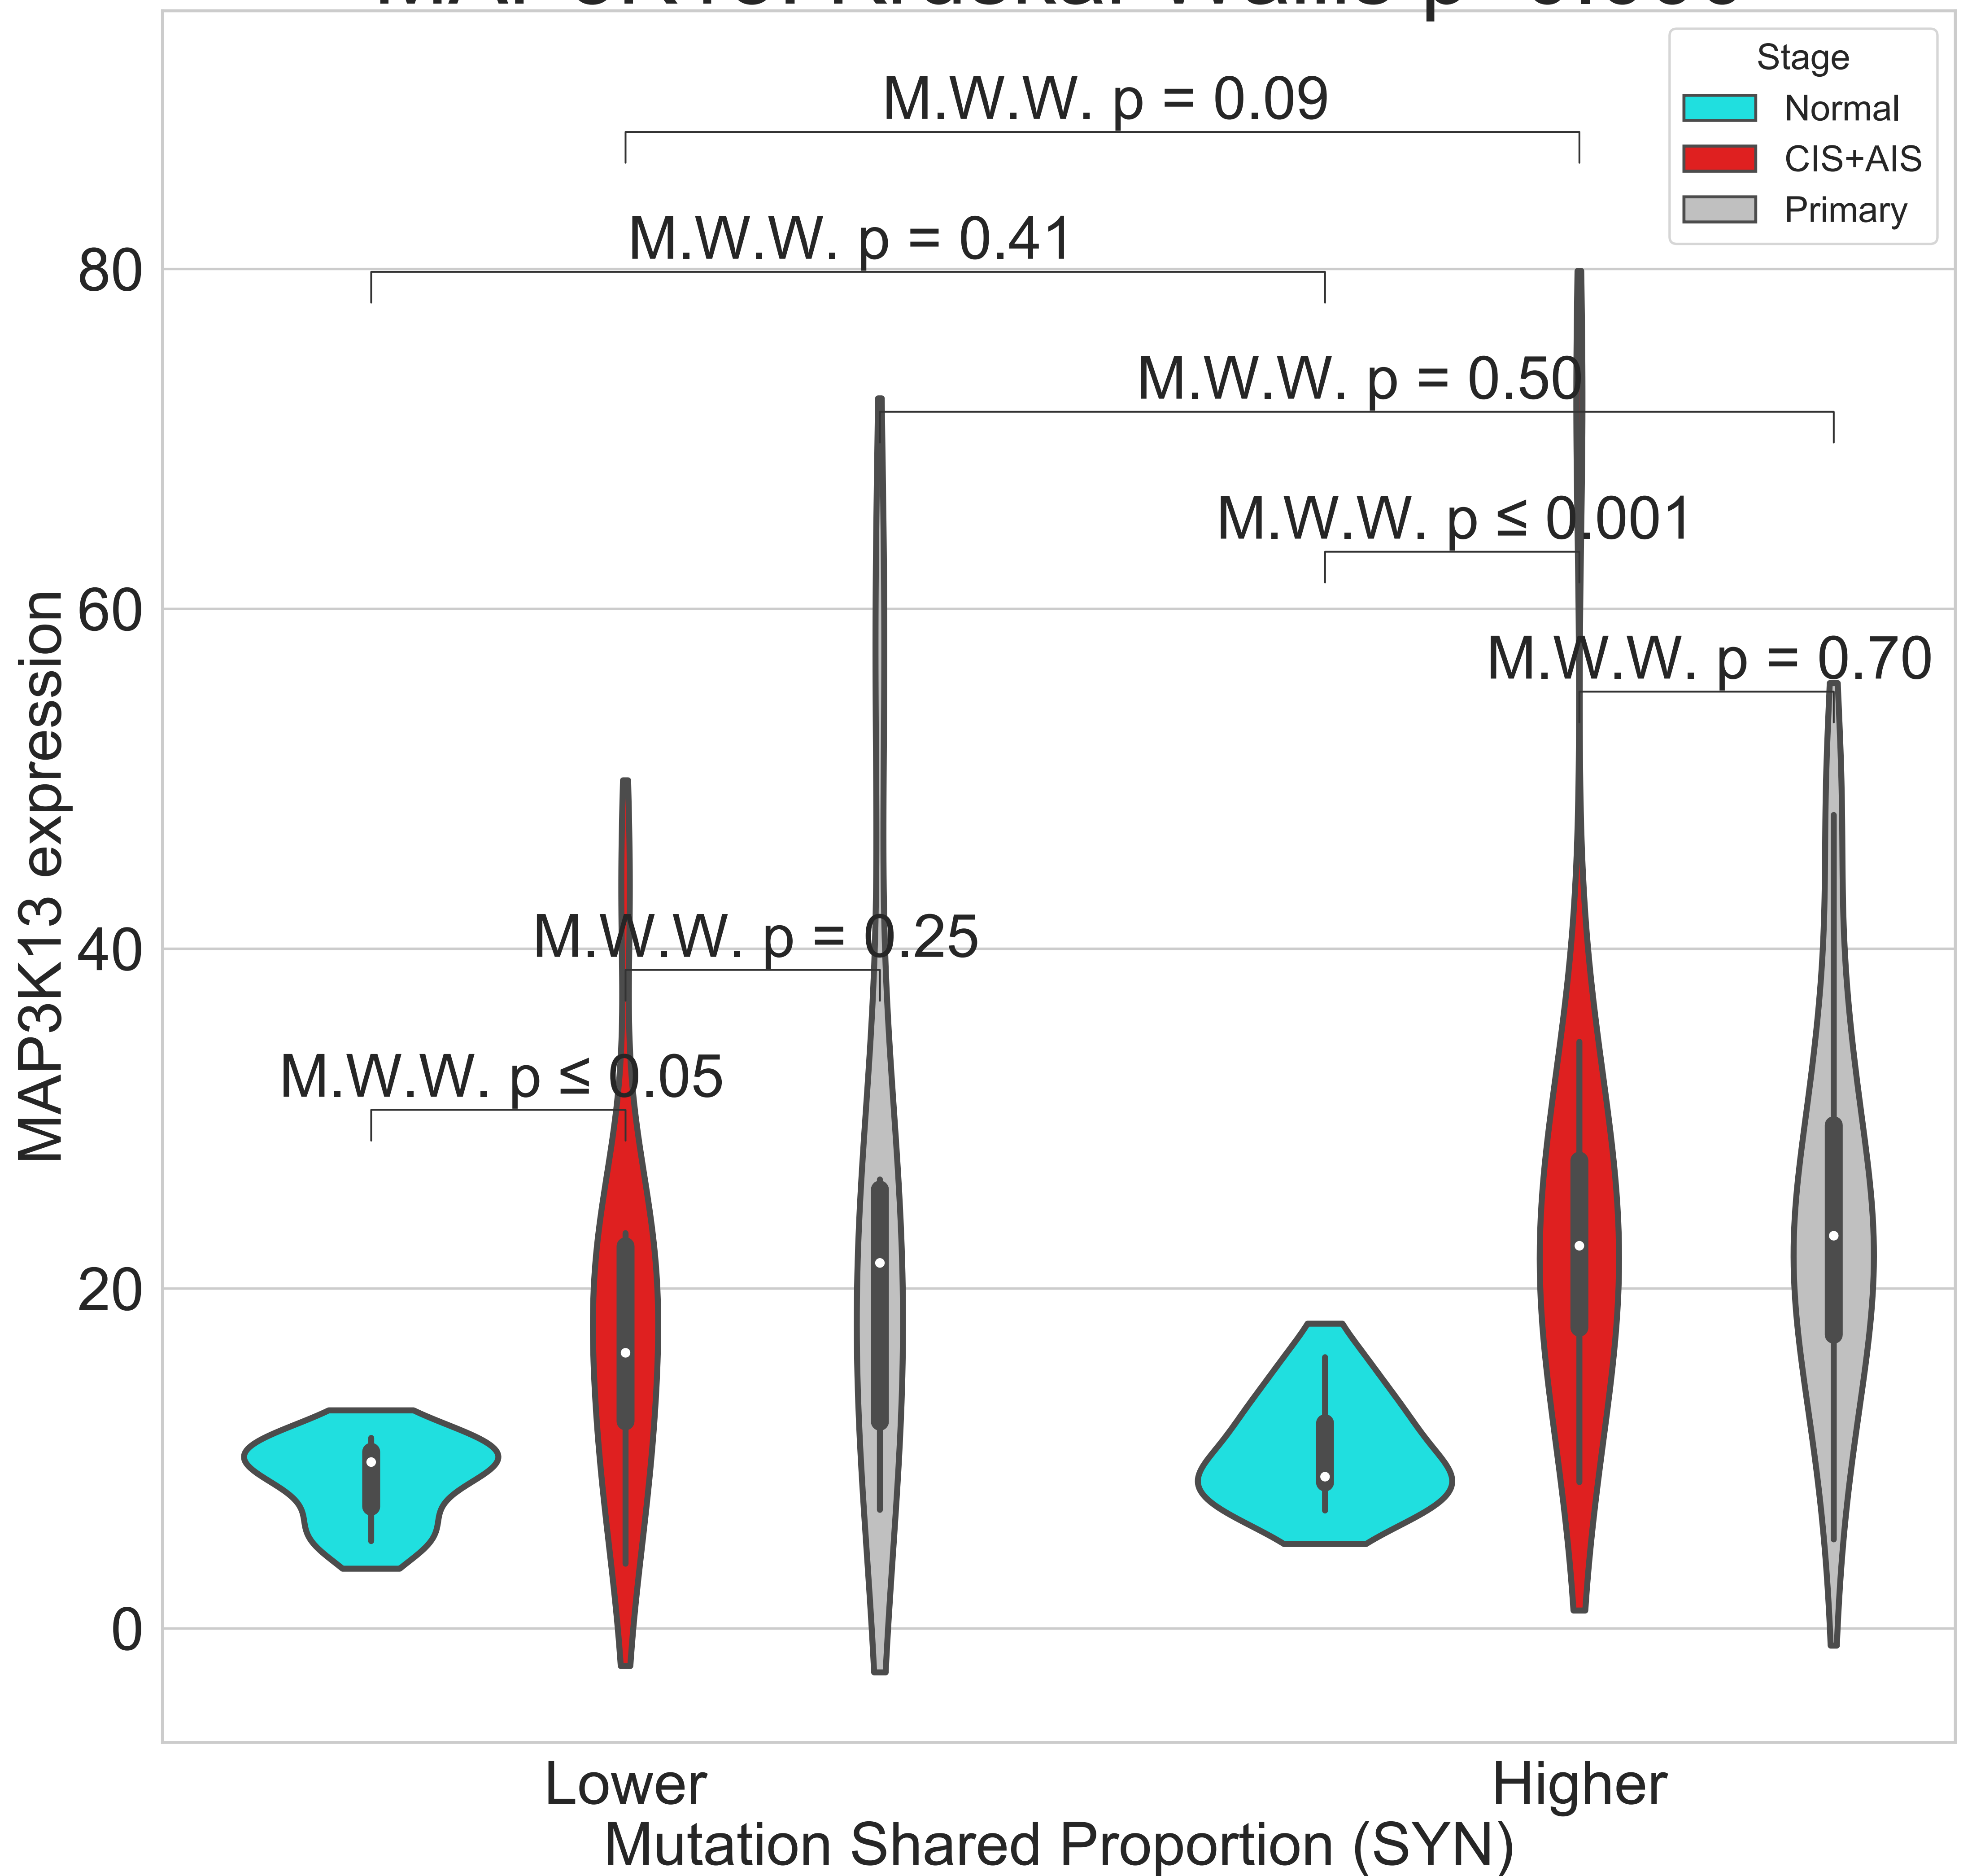 Stage
Normal
CIS+AIS
Primary
M.W.W. p = 0.09
M.W.W. p = 0.41
M.W.W. p = 0.50
M.W.W. p ≤ 0.001
M.W.W. p = 0.70
M.W.W. p = 0.25
M.W.W. p ≤ 0.05
MAP3K13 expression
80
60
40
20
0
Lower
Higher
Mutation Shared Proportion (SYN)